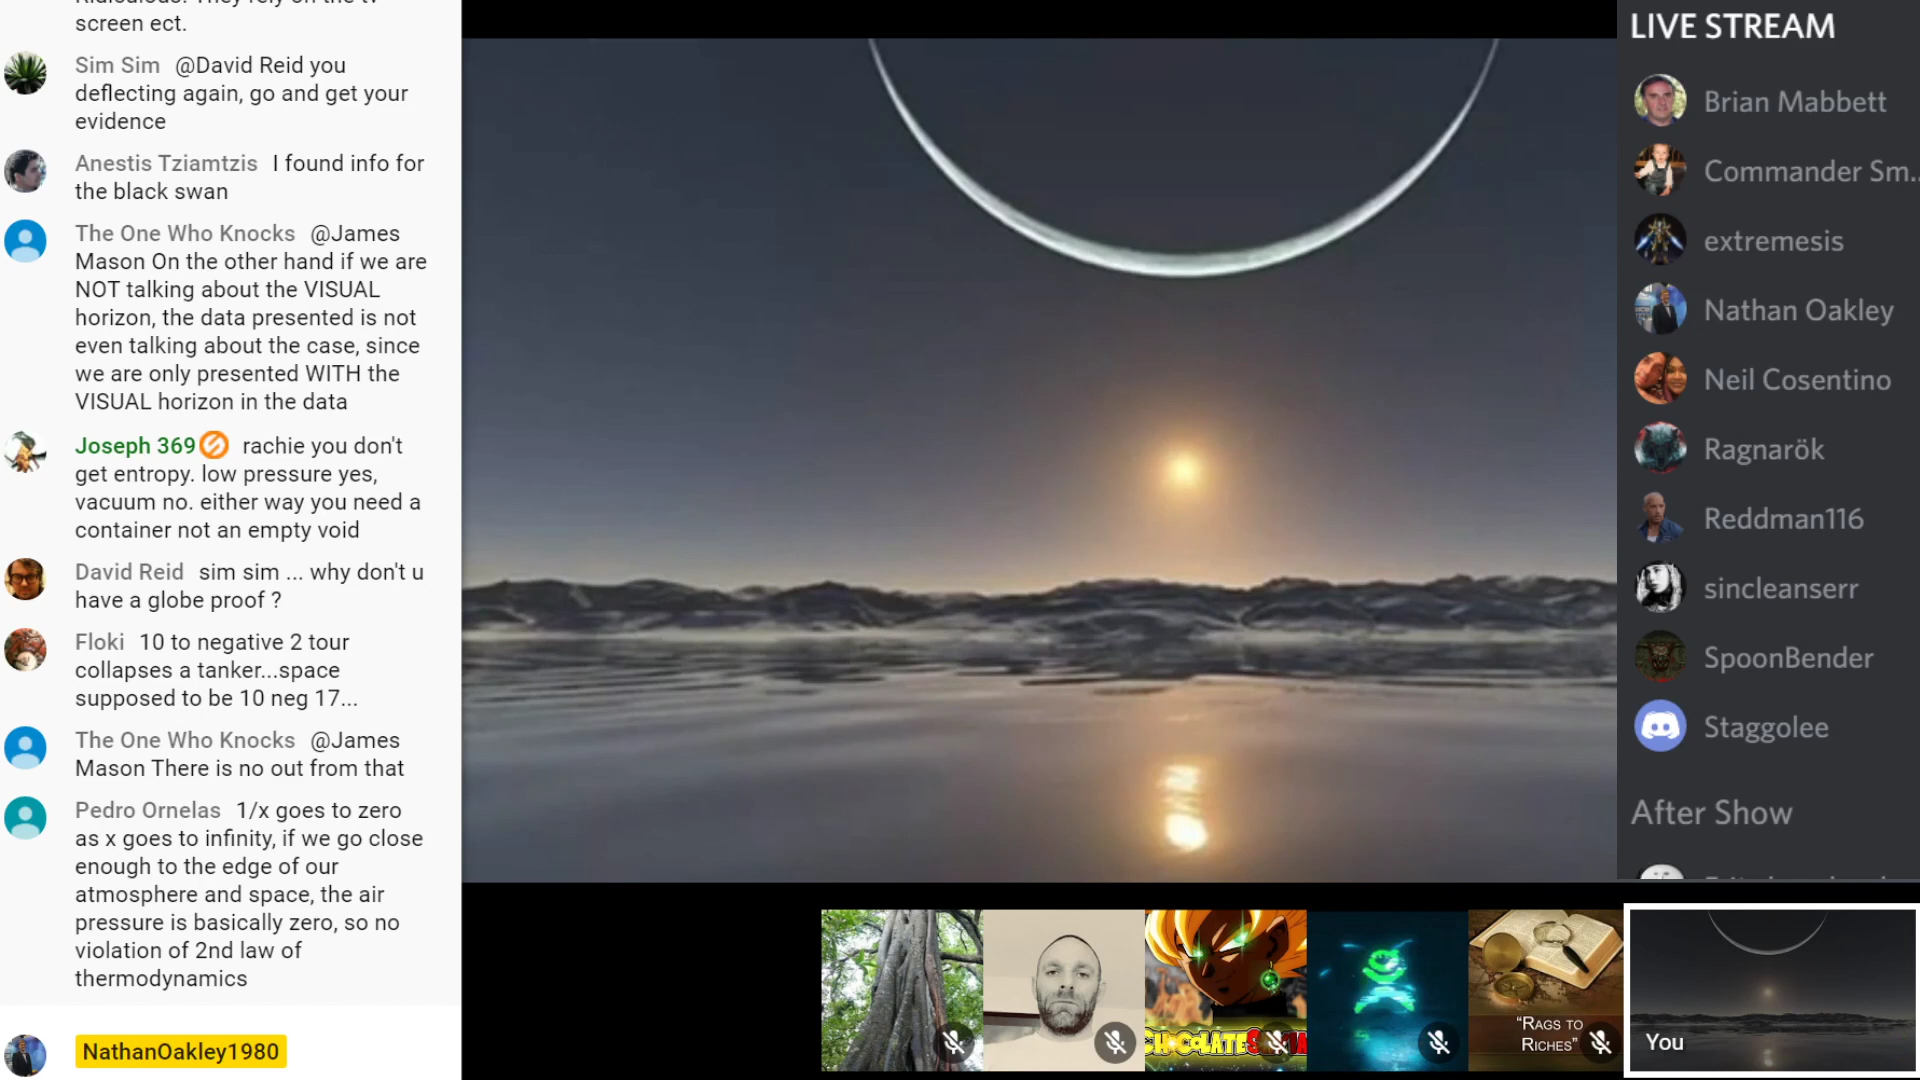 screen ect.
Sim Sim @David Reid you
deflecting again, go and get your
evidence
Anestis Tziamtzis I found info for
the black swan
The One Who Knocks @James
Mason On the other hand if we are
NOT talking about the VISUAL
horizon, the data presented is not
even talking about the case, since
we are only presented WITH the
VISUAL horizon in the data
Joseph 369 rachie you don't
get entropy. low pressure yes,
vacuum no. either way you need a
container not an empty void
David Reid sim sim ... why don't u
have a globe proof ?
Floki 10 to negative 2 tour
collapses a tanker...space
supposed to be 10 neg 17...
The One Who Knocks @James
Mason There is no out from that
Pedro Ornelas 1/x goes to zero
as x goes to infinity, if we go close
enough to the edge of our
atmosphere and space, the air
pressure is basically zero, so no
violation of 2nd law of
thermodynamics
NathanOakley1980
LIVE STREAM
Brian Mabbett
Commander Sm..
extremesis
Nathan Oakley
Neil Cosentino
Ragnarök
Reddman116
sincleanserr
SpoonBender
Staggolee
After Show
"RAGS TO
RICHES"
You